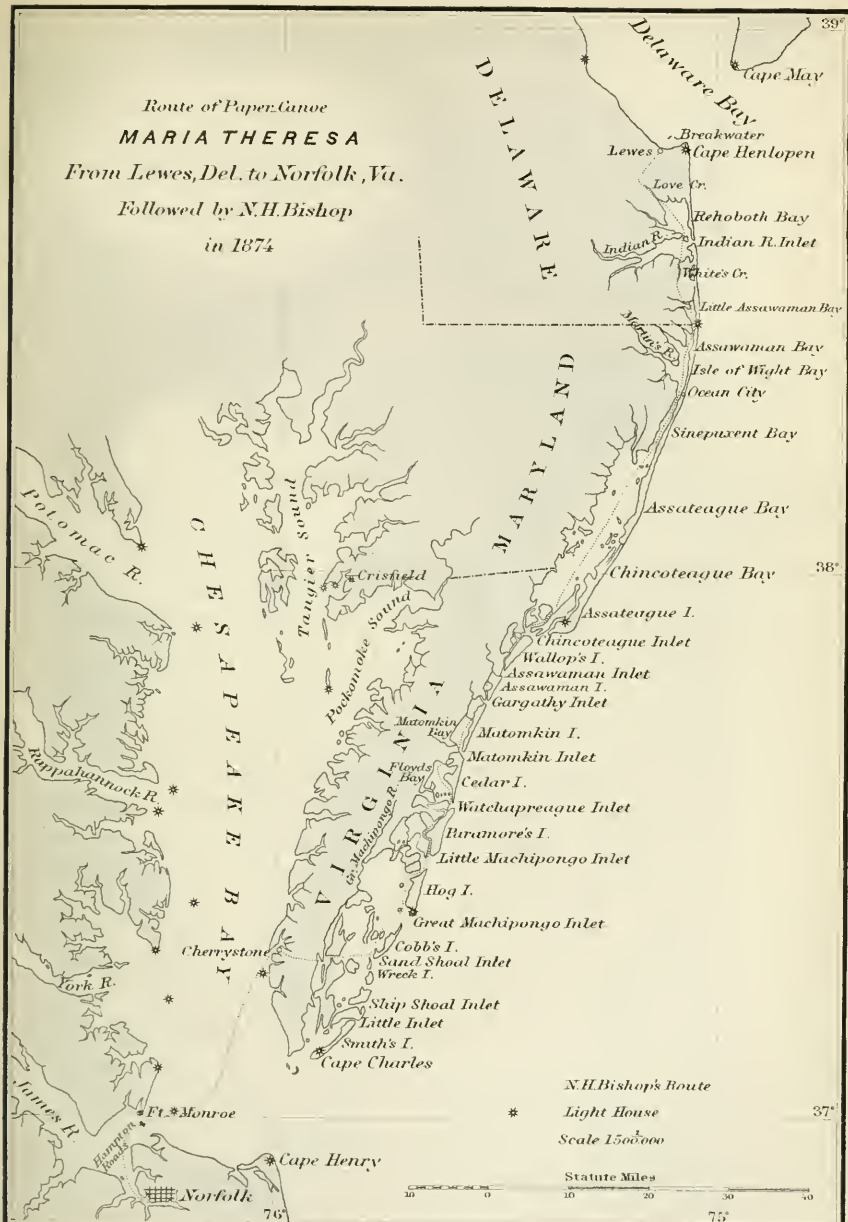 39°
Delaware Bay
Cape May
Route of Paper Canoe
MARIA THERESA
From Lewes, Del. to Norfolk, Va.
Followed by N.H. Bishop
in 1874
DELAWARE
Breakwater
Lewes
Cape Henlopen
Love Cr.
Rehoboth Bay
Indian R.
Indian R. Inlet
White's Cr.
Little Assawaman Bay
Martin's R.
Assawaman Bay
Isle of Wight Bay
Ocean City
MARYLAND
Sinepuxent Bay
Potomac R.
CHESAPEAKE BAY
Tangier Sound
Assateague Bay
38°
Crisfield
Chincoteague Bay
Pockomoke Sound
Assateague I.
Chincoteague Inlet
Wallop's I.
Assawaman Inlet
Assawaman I.
Gargathy Inlet
VIRGINIA
Matomkin Bay
Matomkin I.
Matomkin Inlet
Floyds Bay
Cedar I.
Rappahannock R.
Gr. Machipongo R.
Watchapreague Inlet
Paramore's I.
Little Machipongo Inlet
Hog I.
Great Machipongo Inlet
Cherrystone
Cobb's I.
Sand Shoal Inlet
Wreck I.
York R.
Ship Shoal Inlet
Little Inlet
Smith's I.
Cape Charles
James R.
Ft. Monroe
Hampton Roads
N.H. Bishop's Route
Light House
37°
Scale 1500.000
Cape Henry
Norfolk
Statute Miles
10 0 10 20 30 40
76°
75°